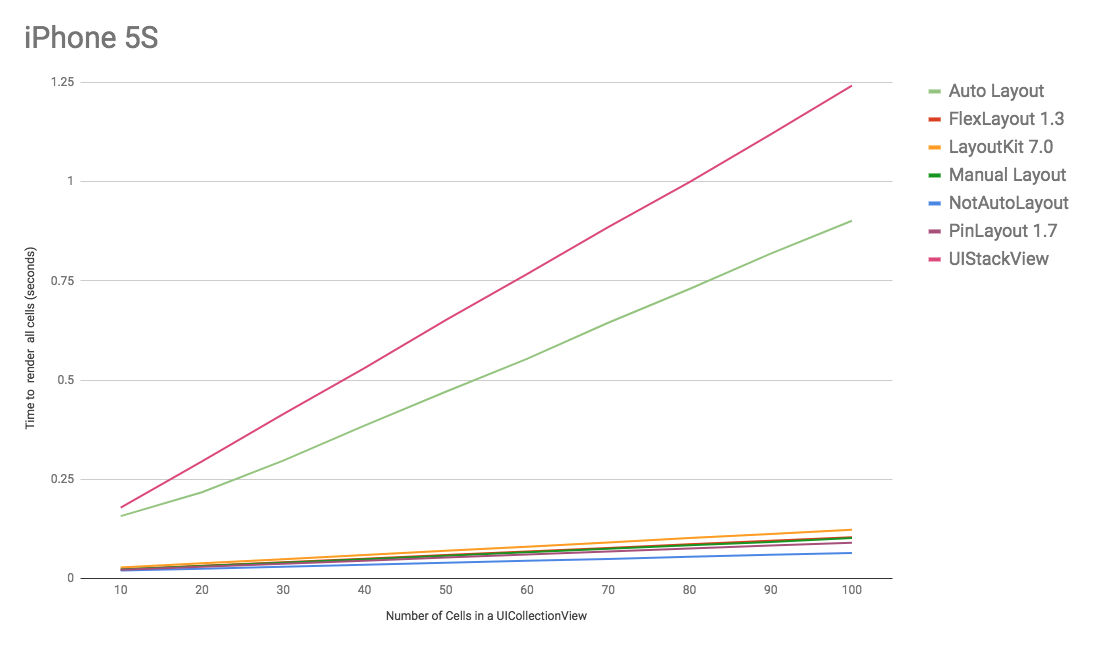 iPhone 5S
1.25
1
0.75
0.5
0.25
0
Time to render all cells (seconds)
10 20 30 40 50 60 70 80 90 100
Number of Cells in a UICollectionView
Auto Layout
FlexLayout 1.3
LayoutKit 7.0
Manual Layout
NotAutoLayout
PinLayout 1.7
UIStackView